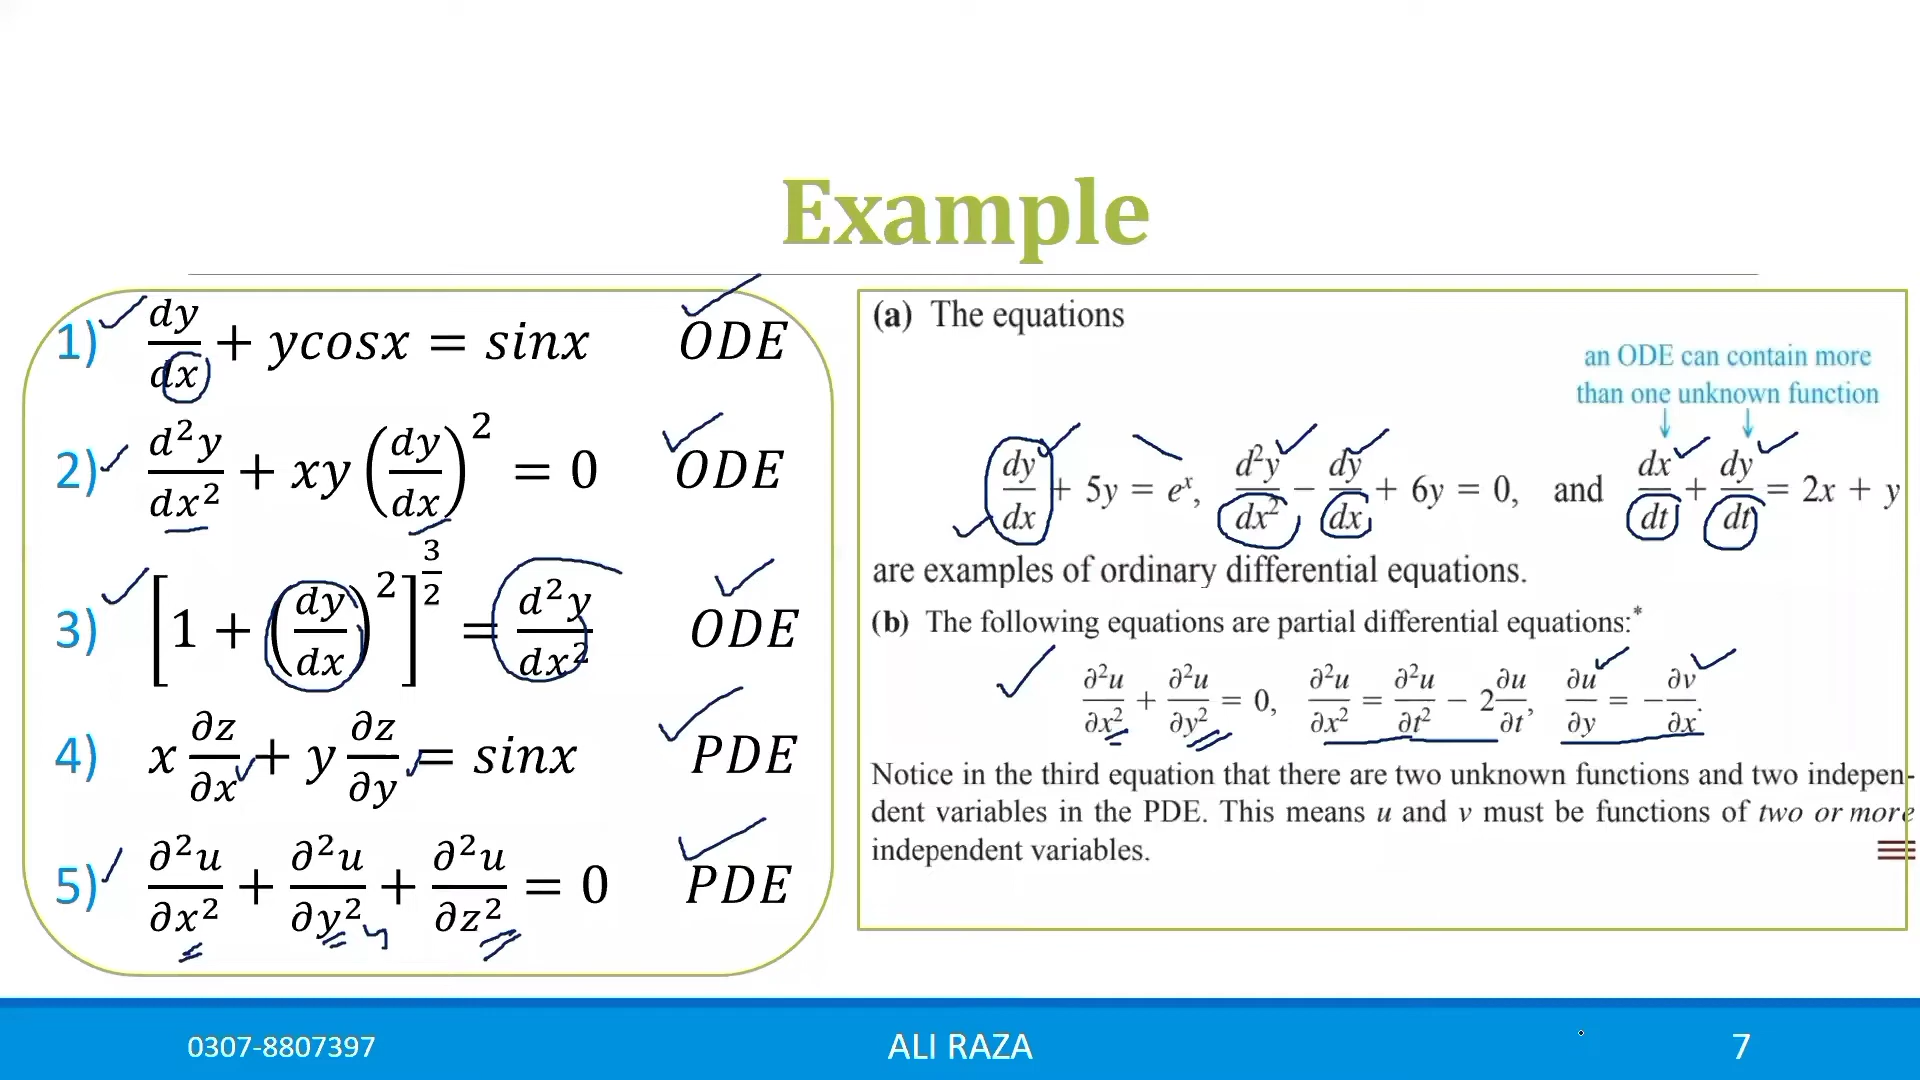 Example
1) dy/dx + ycosx = sinx ODE
2) d²y/dx² + xy (dy/dx)² = 0 ODE
3) [1 + (dy/dx)²]^(3/2) = d²y/dx² ODE
4) x ∂z/∂x + y ∂z/∂y = sinx PDE
5) ∂²u/∂x² + ∂²u/∂y² + ∂²u/∂z² = 0 PDE
(a) The equations
an ODE can contain more
than one unknown function
dy/dx + 5y = eˣ, d²y/dx² − dy/dx + 6y = 0, and dx/dt + dy/dt = 2x + y
are examples of ordinary differential equations.
(b) The following equations are partial differential equations:*
∂²u/∂x² + ∂²u/∂y² = 0, ∂²u/∂x² = ∂²u/∂t² − 2 ∂u/∂t, ∂u/∂y = − ∂v/∂x.
Notice in the third equation that there are two unknown functions and two indepen-
dent variables in the PDE. This means u and v must be functions of two or more
independent variables.
0307-8807397
ALI RAZA
7